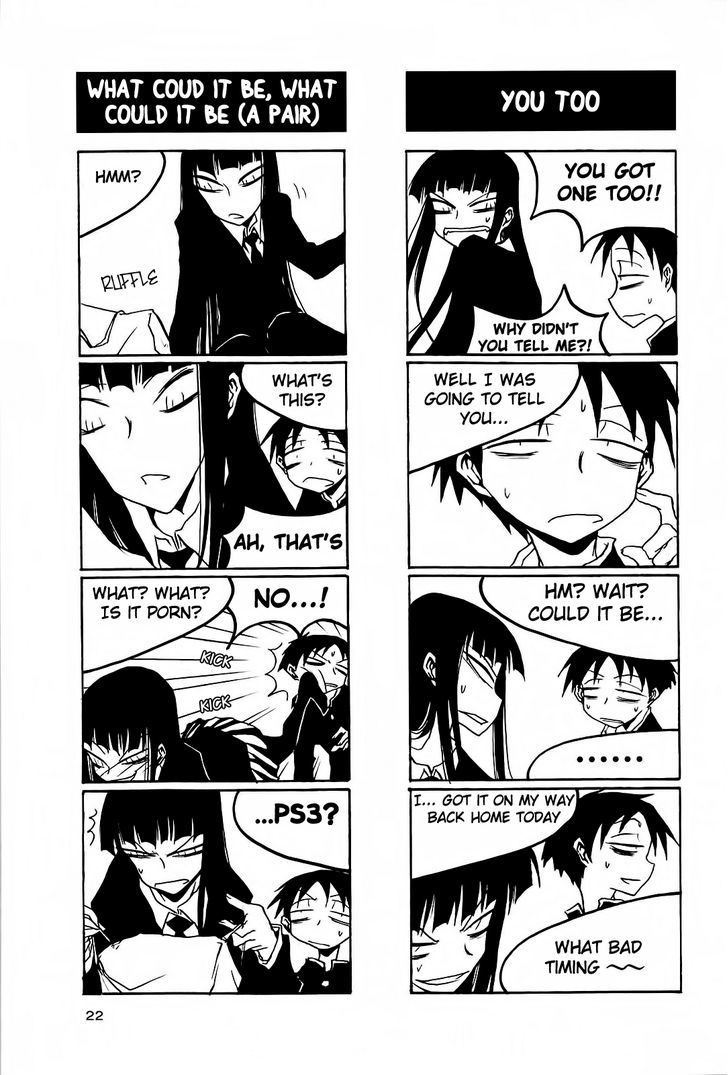 WHAT COUD IT BE, WHAT
COULD IT BE (A PAIR)
HMM?
RUFFLE
WHAT'S
THIS?
AH, THAT'S
WHAT? WHAT?
IS IT PORN?
NO...!
KICK
KICK
...PS3?
YOU TOO
YOU GOT
ONE TOO!!
WHY DIDN'T
YOU TELL ME?!
WELL I WAS
GOING TO TELL
YOU...
HM? WAIT?
COULD IT BE...
......
I... GOT IT ON MY WAY
BACK HOME TODAY
WHAT BAD
TIMING ~~
22